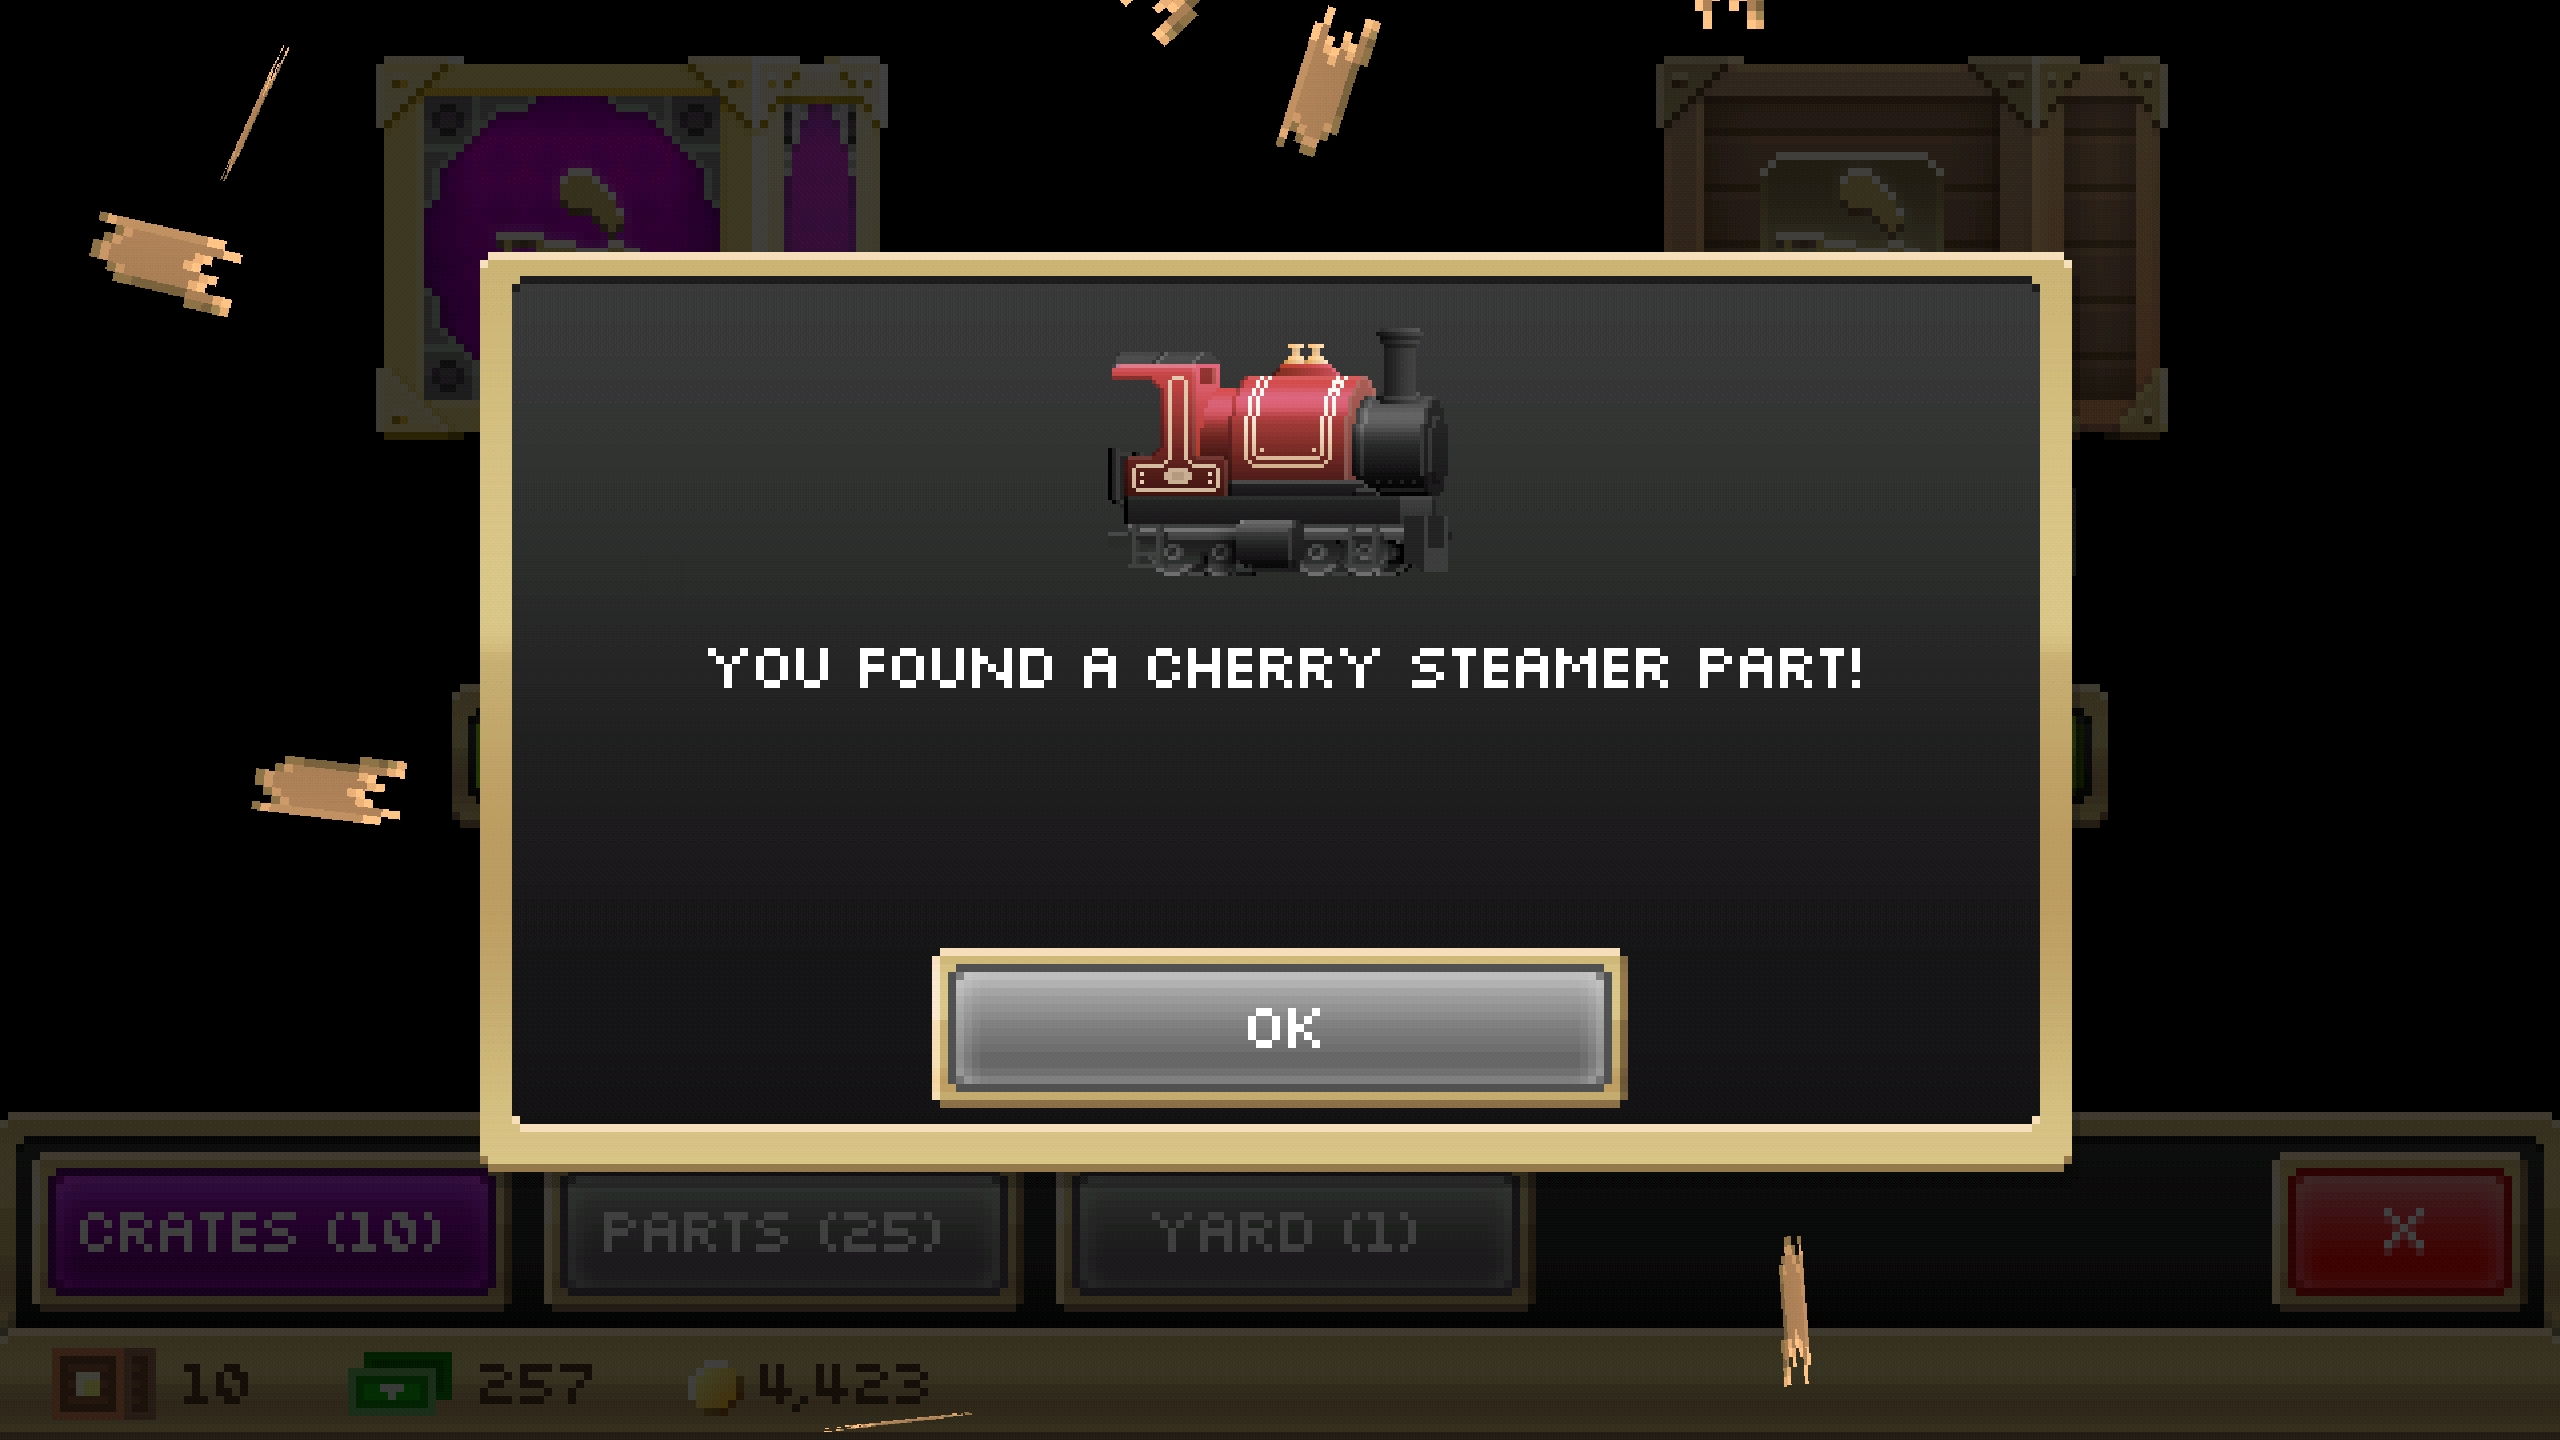 YOU FOUND A CHERRY STEAMER PART!
OK
CRATES (10) PARTS (25) YARD (1) X
10 257 4,423